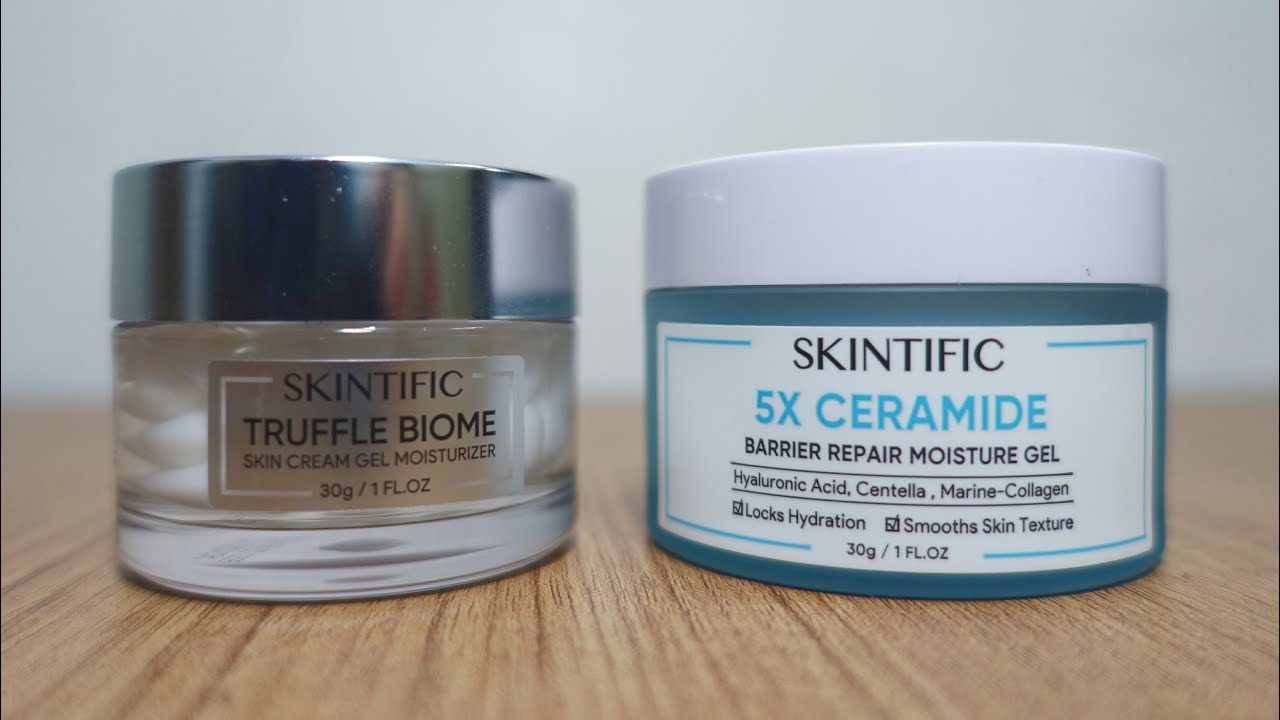 SKINTIFIC
TRUFFLE BIOME
SKIN CREAM GEL MOISTURIZER
30g / 1 FL.OZ
SKINTIFIC
5X CERAMIDE
BARRIER REPAIR MOISTURE GEL
Hyaluronic Acid, Centella , Marine-Collagen
☑Locks Hydration ☑Smooths Skin Texture
30g / 1 FL.OZ